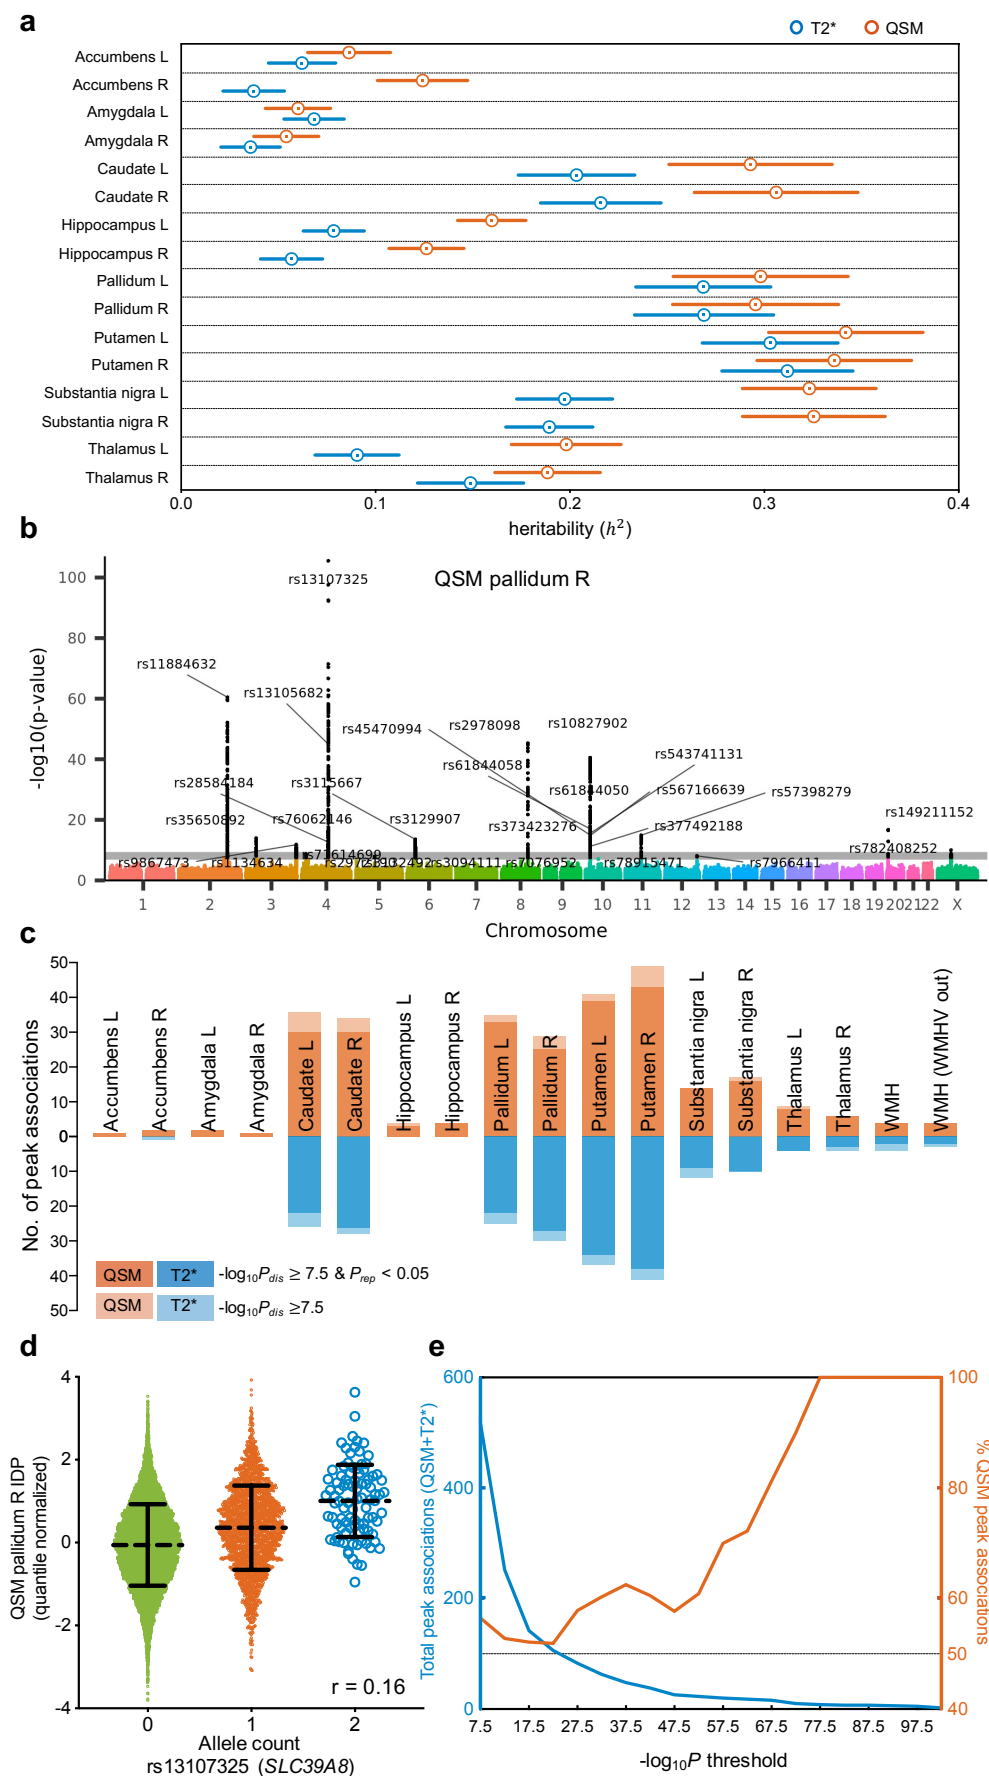 a
T2* QSM
Accumbens L
Accumbens R
Amygdala L
Amygdala R
Caudate L
Caudate R
Hippocampus L
Hippocampus R
Pallidum L
Pallidum R
Putamen L
Putamen R
Substantia nigra L
Substantia nigra R
Thalamus L
Thalamus R
0.0 0.1 0.2 0.3 0.4
heritability (h²)
b
QSM pallidum R
-log10(p-value)
100
80
60
40
20
0
rs13107325
rs11884632
rs13105682
rs45470994
rs2978098
rs10827902
rs543741131
rs61844058
rs28584184
rs3115667
rs61844050
rs567166639
rs57398279
rs35650892
rs76062146
rs3129907
rs373423276
rs377492188
rs149211152
rs782408252
rs9867473
rs1134634
rs71614699
rs3094111
rs7076952
rs78915471
rs7966411
1 2 3 4 5 6 7 8 9 10 11 12 13 14 15 16 17 18 19 20 21 22 X
Chromosome
c
No. of peak associations
50
40
30
20
10
0
10
20
30
40
50
Accumbens L
Accumbens R
Amygdala L
Amygdala R
Caudate L
Caudate R
Hippocampus L
Hippocampus R
Pallidum L
Pallidum R
Putamen L
Putamen R
Substantia nigra L
Substantia nigra R
Thalamus L
Thalamus R
WMH
WMH (WMHV out)
QSM T2* -log₁₀P_dis ≥ 7.5 & P_rep < 0.05
QSM T2* -log₁₀P_dis ≥7.5
d
QSM pallidum R IDP
(quantile normalized)
4
2
0
-2
-4
r = 0.16
0 1 2
Allele count
rs13107325 (SLC39A8)
e
Total peak associations (QSM+T2*)
600
400
200
0
% QSM peak associations
100
80
60
50
40
7.5 17.5 27.5 37.5 47.5 57.5 67.5 77.5 87.5 97.5
-log₁₀P threshold